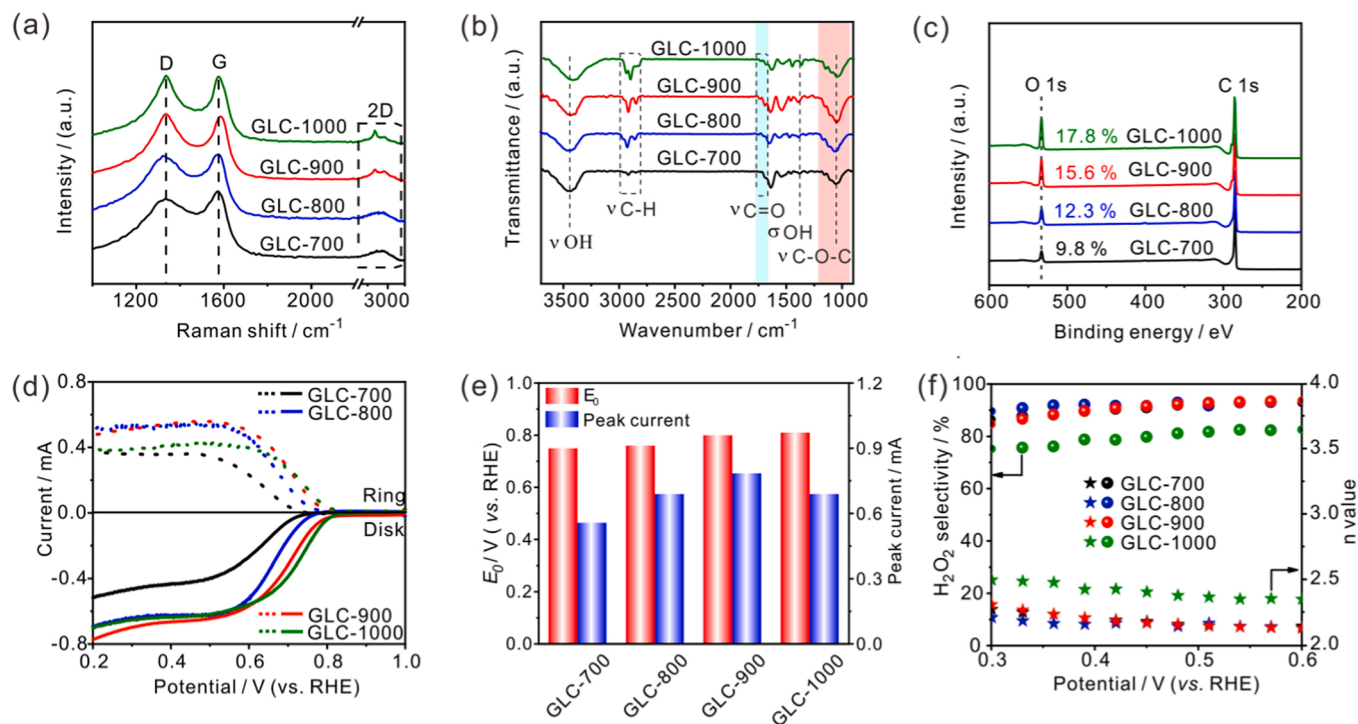 (a)
D
G
2D
GLC-1000
GLC-900
GLC-800
GLC-700
Intensity / (a.u.)
1200
1600
2000
3000
Raman shift / cm⁻¹
(b)
GLC-1000
GLC-900
GLC-800
GLC-700
ν C-H
ν C=O
ν OH
σ OH
ν C-O-C
Transmittance / (a.u.)
3500
3000
2500
2000
1500
1000
Wavenumber / cm⁻¹
(c)
O 1s
C 1s
17.8 % GLC-1000
15.6 % GLC-900
12.3 % GLC-800
9.8 % GLC-700
Intensity / (a.u.)
600
500
400
300
200
Binding energy / eV
(d)
0.8
0.4
0.0
-0.4
-0.8
Current / mA
GLC-700
GLC-800
Ring
Disk
GLC-900
GLC-1000
0.2
0.4
0.6
0.8
1.0
Potential / V (vs. RHE)
(e)
1.0
0.8
0.6
0.4
0.2
0.0
E₀/ V (vs. RHE)
E₀
Peak current
1.2
0.9
0.6
0.3
0.0
Peak current / mA
GLC-700
GLC-800
GLC-900
GLC-1000
(f)
100
80
60
40
20
0
H₂O₂ selectivity / %
GLC-700
GLC-800
GLC-900
GLC-1000
4.0
3.5
3.0
2.5
2.0
n value
0.3
0.4
0.5
0.6
Potential / V (vs. RHE)